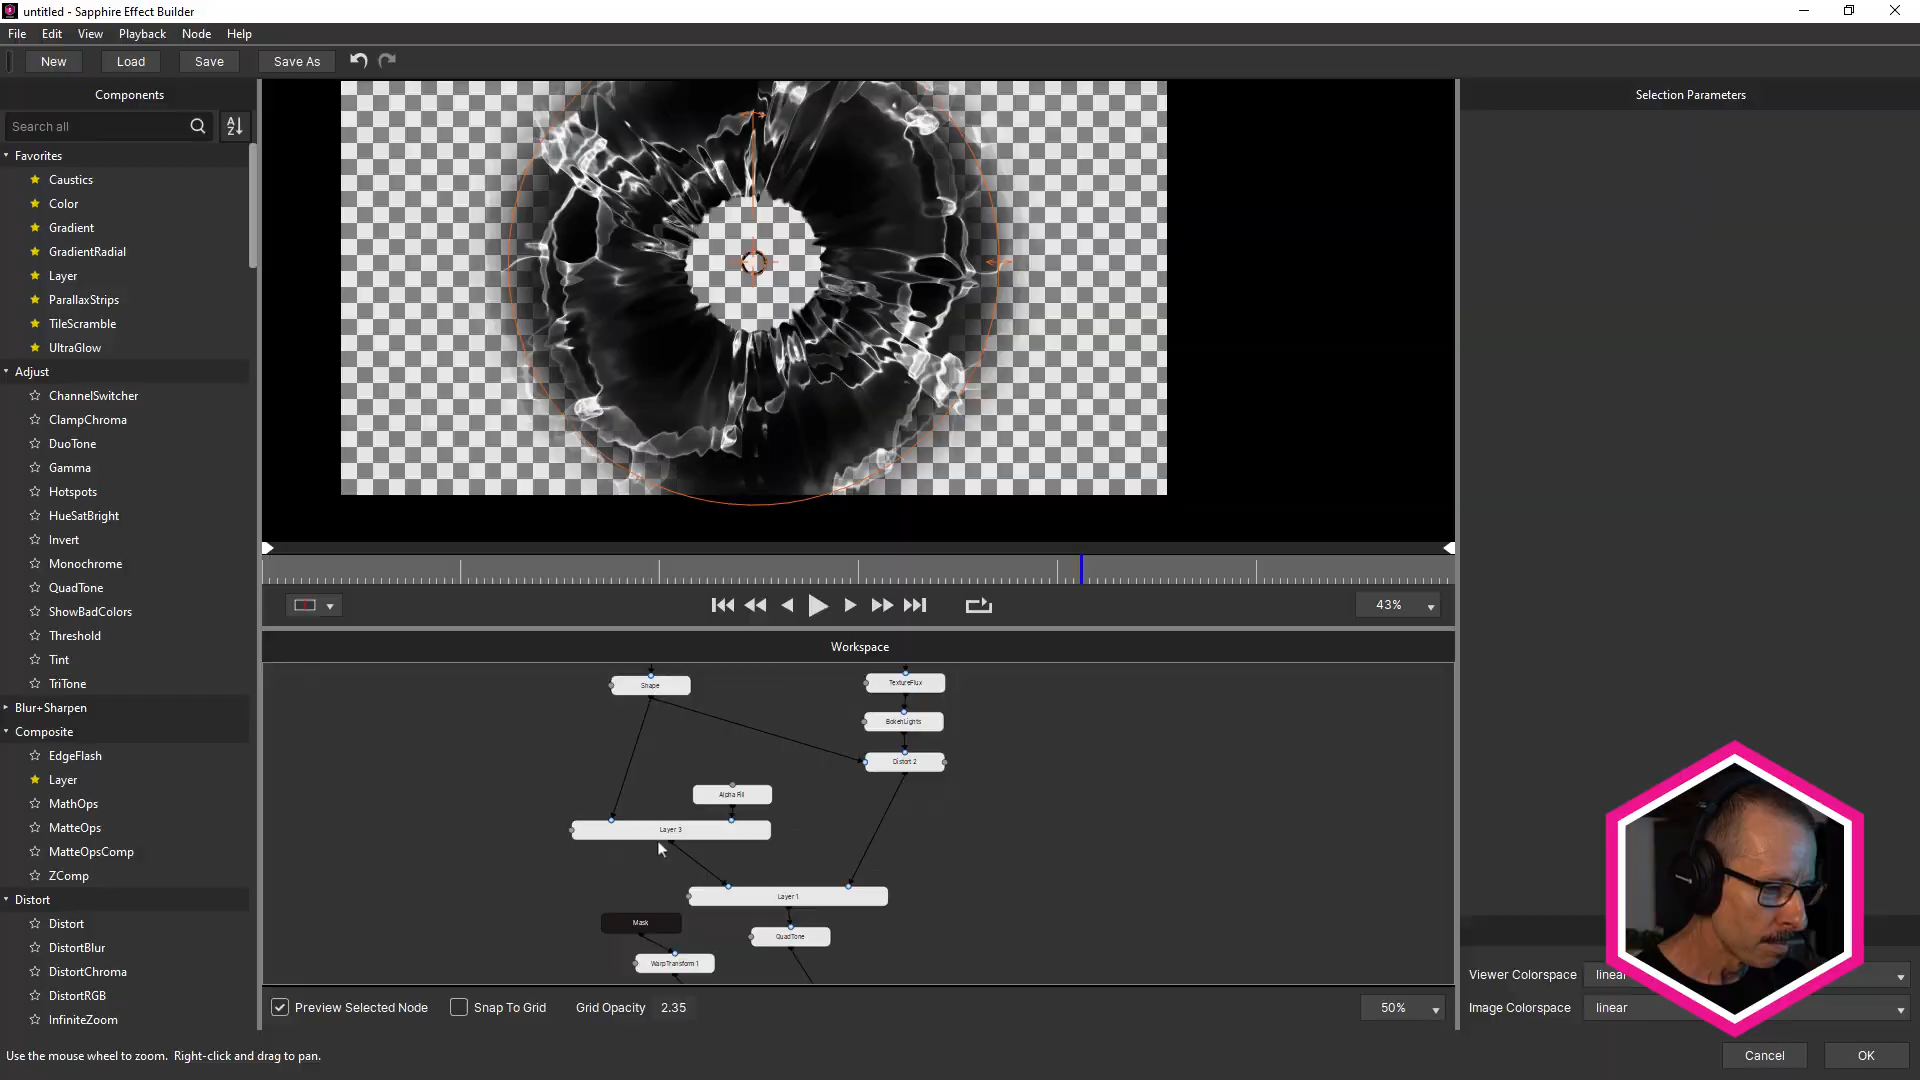 untitled - Sapphire Effect Builder
File Edit View Playback Node Help
New Load Save Save As
Components
Selection Parameters
Search all
Favorites
Caustics
Color
Gradient
GradientRadial
Layer
ParallaxStrips
TileScramble
UltraGlow
Adjust
ChannelSwitcher
ClampChroma
DuoTone
Gamma
Hotspots
HueSatBright
Invert
Monochrome
QuadTone
ShowBadColors
Threshold
Tint
TriTone
Blur+Sharpen
Composite
EdgeFlash
Layer
MathOps
MatteOps
MatteOpsComp
ZComp
Distort
Distort
DistortBlur
DistortChroma
DistortRGB
InfiniteZoom
43%
Workspace
Shape
TextureFlux
BokehLights
Distort 2
Alpha Fill
Layer 3
Layer 1
Mask
QuadTone
WarpTransform 1
Preview Selected Node Snap To Grid Grid Opacity 2.35 50%
Viewer Colorspace linear
Image Colorspace linear
Use the mouse wheel to zoom. Right-click and drag to pan.
Cancel OK